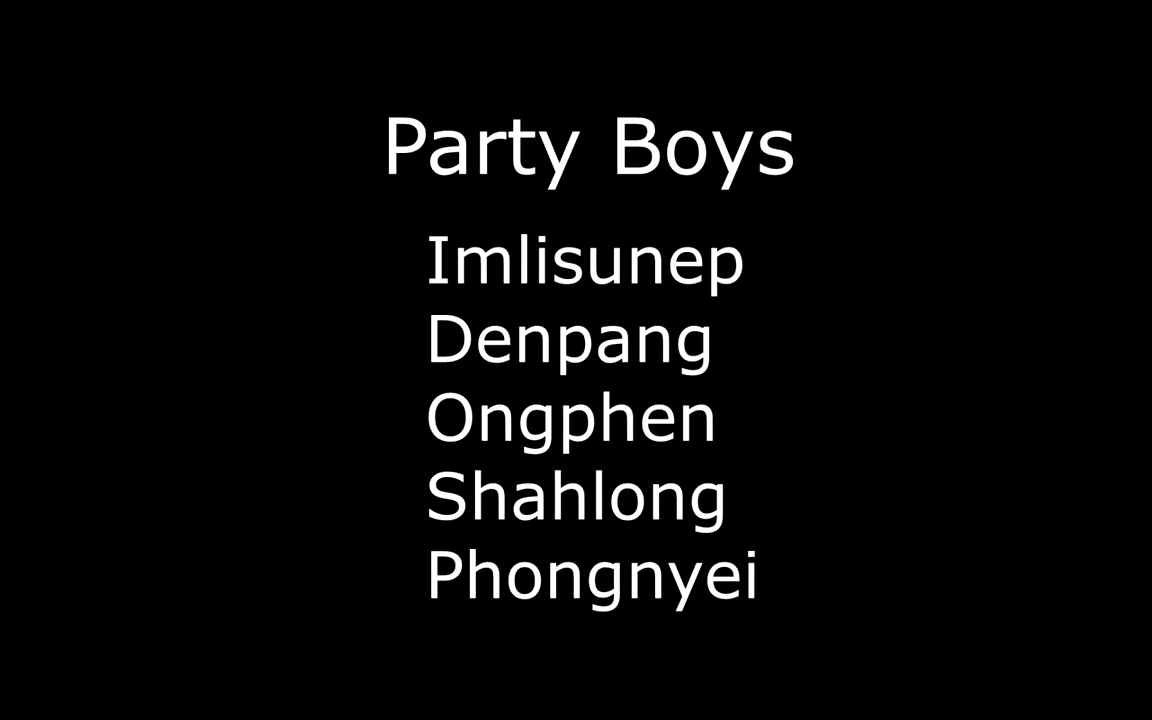 Party Boys
Imlisunep
Denpang
Ongphen
Shahlong
Phongnyei